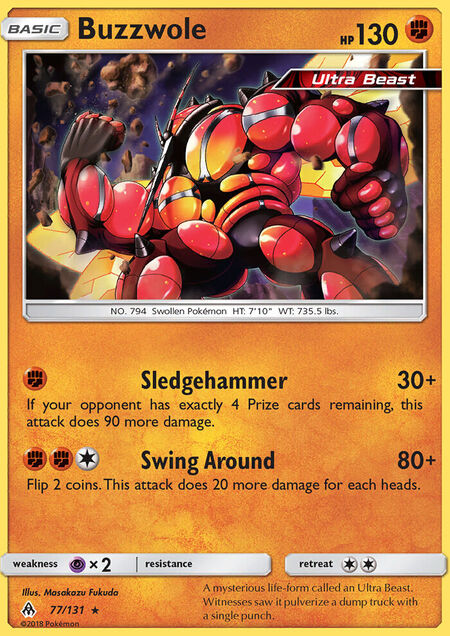 BASIC Buzzwole HP 130
Ultra Beast
NO. 794 Swollen Pokémon HT: 7'10" WT: 735.5 lbs.
Sledgehammer 30+
If your opponent has exactly 4 Prize cards remaining, this
attack does 90 more damage.
Swing Around 80+
Flip 2 coins. This attack does 20 more damage for each heads.
weakness ×2 resistance retreat
Illus. Masakazu Fukuda
77/131 ★
©2018 Pokémon
A mysterious life-form called an Ultra Beast.
Witnesses saw it pulverize a dump truck with
a single punch.